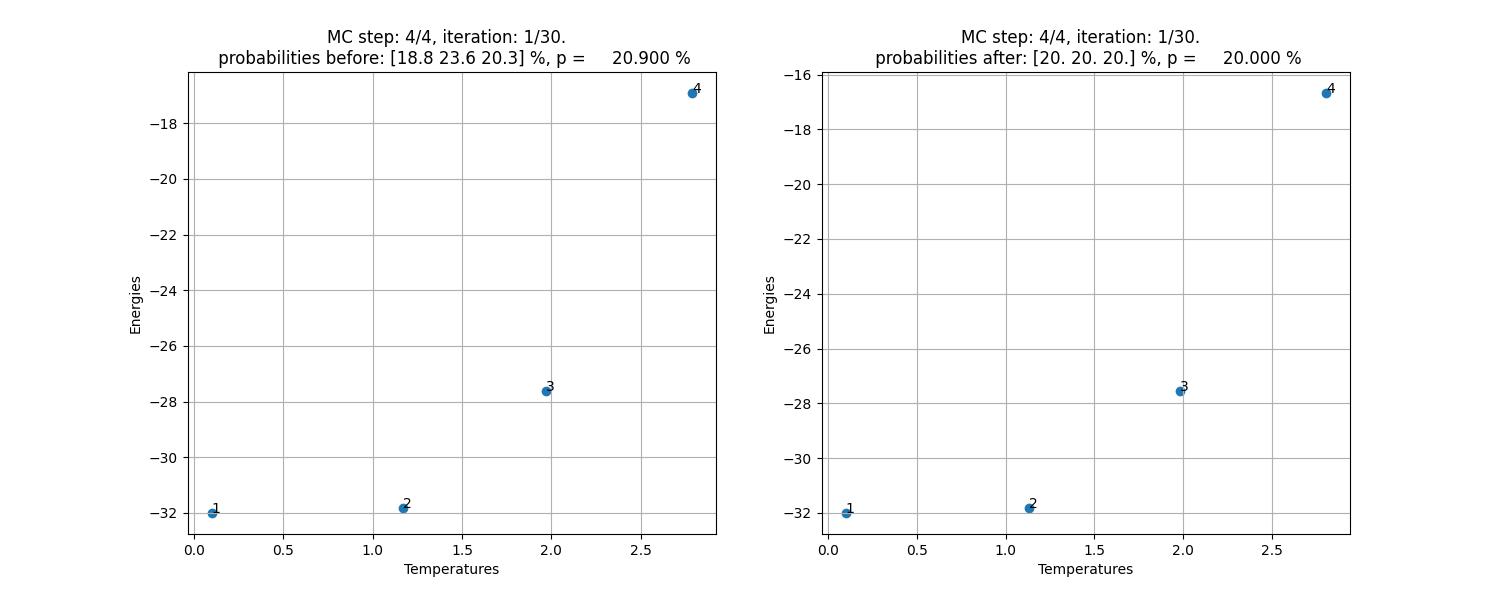 MC step: 4/4, iteration: 1/30.
probabilities before: [18.8 23.6 20.3] %, p = 20.900 %
4
−18
−20
−22
−24
Energies
−26
3
−28
−30
2
1
−32
0.0 0.5 1.0 1.5 2.0 2.5
Temperatures
MC step: 4/4, iteration: 1/30.
probabilities after: [20. 20. 20.] %, p = 20.000 %
−16
4
−18
−20
−22
−24
Energies
−26
3
−28
−30
2
1
−32
0.0 0.5 1.0 1.5 2.0 2.5
Temperatures